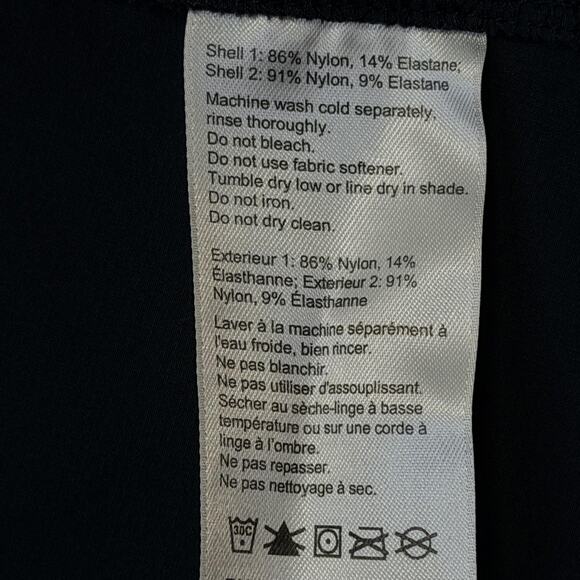 Shell 1: 86% Nylon, 14% Elastane;
Shell 2: 91% Nylon, 9% Elastane
Machine wash cold separately,
rinse thoroughly.
Do not bleach.
Do not use fabric softener.
Tumble dry low or line dry in shade.
Do not iron.
Do not dry clean.
Exterieur 1: 86% Nylon, 14%
Élasthanne; Exterieur 2: 91%
Nylon, 9% Élasthanne
Laver à la machine séparément à
l'eau froide, bien rincer.
Ne pas blanchir.
Ne pas utiliser d'assouplissant.
Sécher au sèche-linge à basse
température ou sur une corde à
linge à l'ombre.
Ne pas repasser.
Ne pas nettoyage à sec.
30C